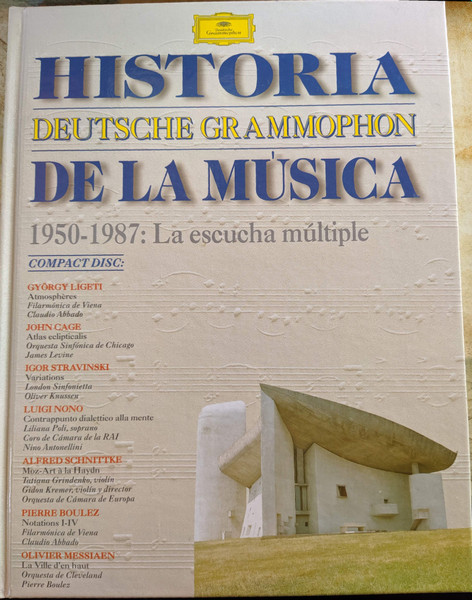 Deutsche
Grammophon
HISTORIA
DEUTSCHE GRAMMOPHON
DE LA MÚSICA
1950-1987: La escucha múltiple
COMPACT DISC:
GYÖRGY LIGETI
Atmosphères
Filarmónica de Viena
Claudio Abbado
JOHN CAGE
Atlas eclipticalis
Orquesta Sinfónica de Chicago
James Levine
IGOR STRAVINSKI
Variations
London Sinfonietta
Oliver Knussen
LUIGI NONO
Contrappunto dialettico alla mente
Liliana Poli, soprano
Coro de Cámara de la RAI
Nino Antonellini
ALFRED SCHNITTKE
Moz-Art à la Haydn
Tatiana Grindenko, violín
Gidon Kremer, violín y director
Orquesta de Cámara de Europa
PIERRE BOULEZ
Notations I-IV
Filarmónica de Viena
Claudio Abbado
OLIVIER MESSIAEN
La Ville d'en haut
Orquesta de Cleveland
Pierre Boulez